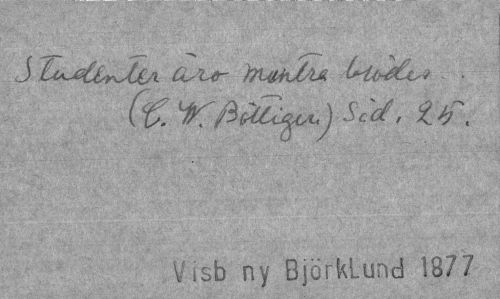 Studenter äro muntra bröder..
(C. W. Böttiger.) Sid. 25.
Visb ny Björklund 1877